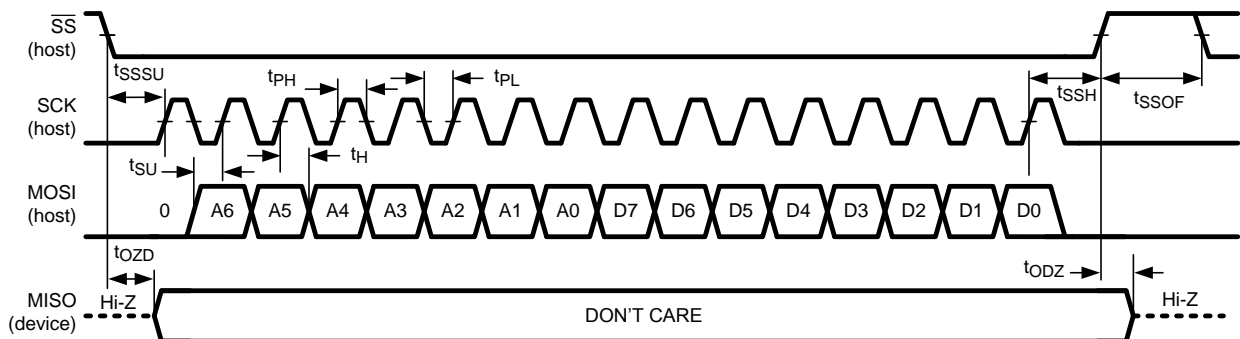 SS
(host)
tSSSU
tPH
tPL
tSSH
tSSOF
SCK
(host)
tSU
tH
MOSI
(host)
0 A6 A5 A4 A3 A2 A1 A0 D7 D6 D5 D4 D3 D2 D1 D0
tOZD
tODZ
MISO
(device)
Hi-Z
DON'T CARE
Hi-Z